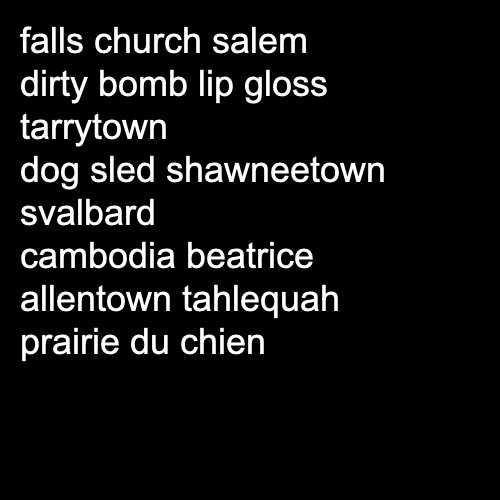 falls church salem
dirty bomb lip gloss
tarrytown
dog sled shawneetown
svalbard
cambodia beatrice
allentown tahlequah
prairie du chien